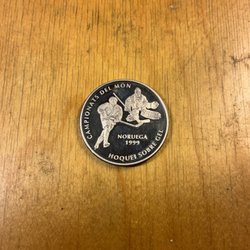 CAMPIONATS DEL MÓN
NORUEGA
1999
HOQUEI SOBRE GEL